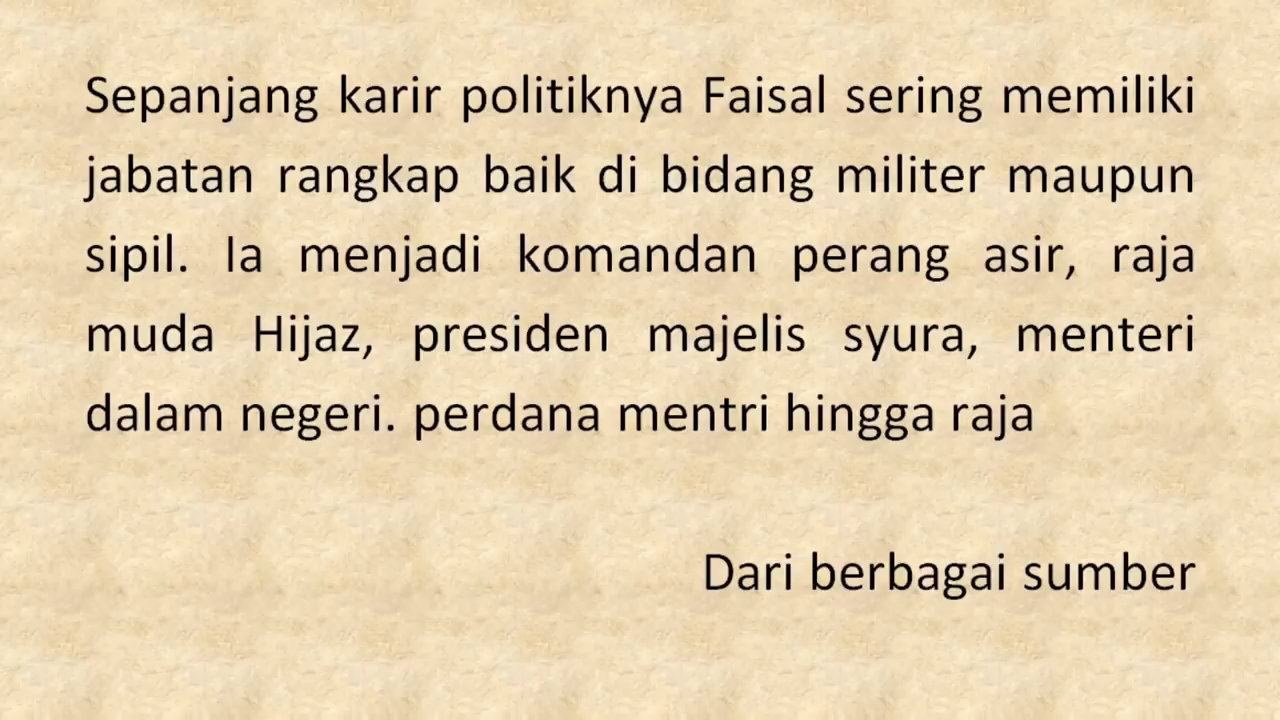 Sepanjang karir politiknya Faisal sering memiliki
jabatan rangkap baik di bidang militer maupun
sipil. Ia menjadi komandan perang asir, raja
muda Hijaz, presiden majelis syura, menteri
dalam negeri. perdana mentri hingga raja
Dari berbagai sumber